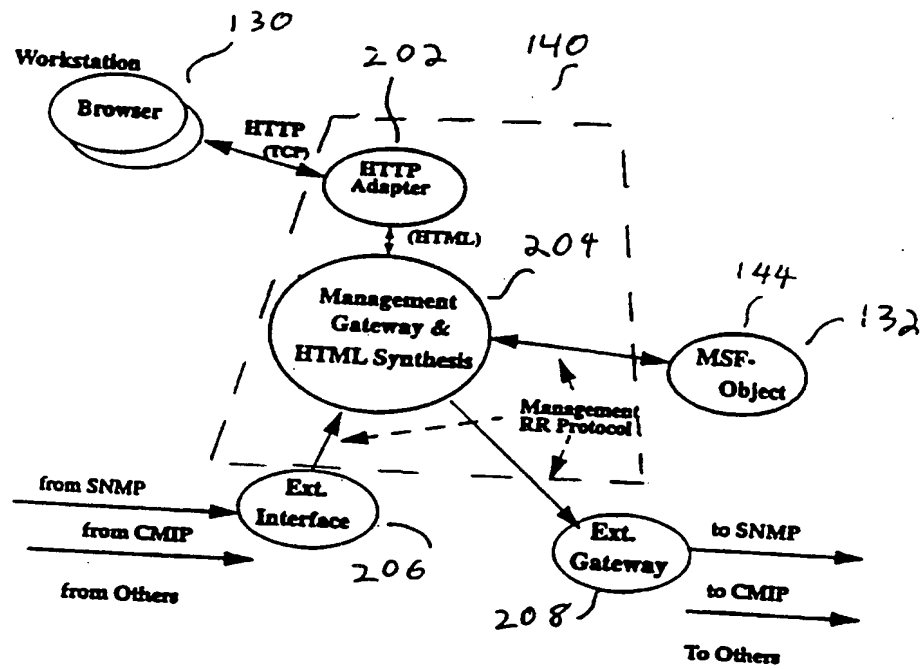 130
Workstation
Browser
202
140
HTTP
(TCP)
HTTP
Adapter
(HTML)
204
Management
Gateway &
HTML Synthesis
144
132
MSF-
Object
Management
RR Protocol
from SNMP
Ext.
Interface
from CMIP
from Others
206
Ext.
Gateway
208
to SNMP
to CMIP
To Others